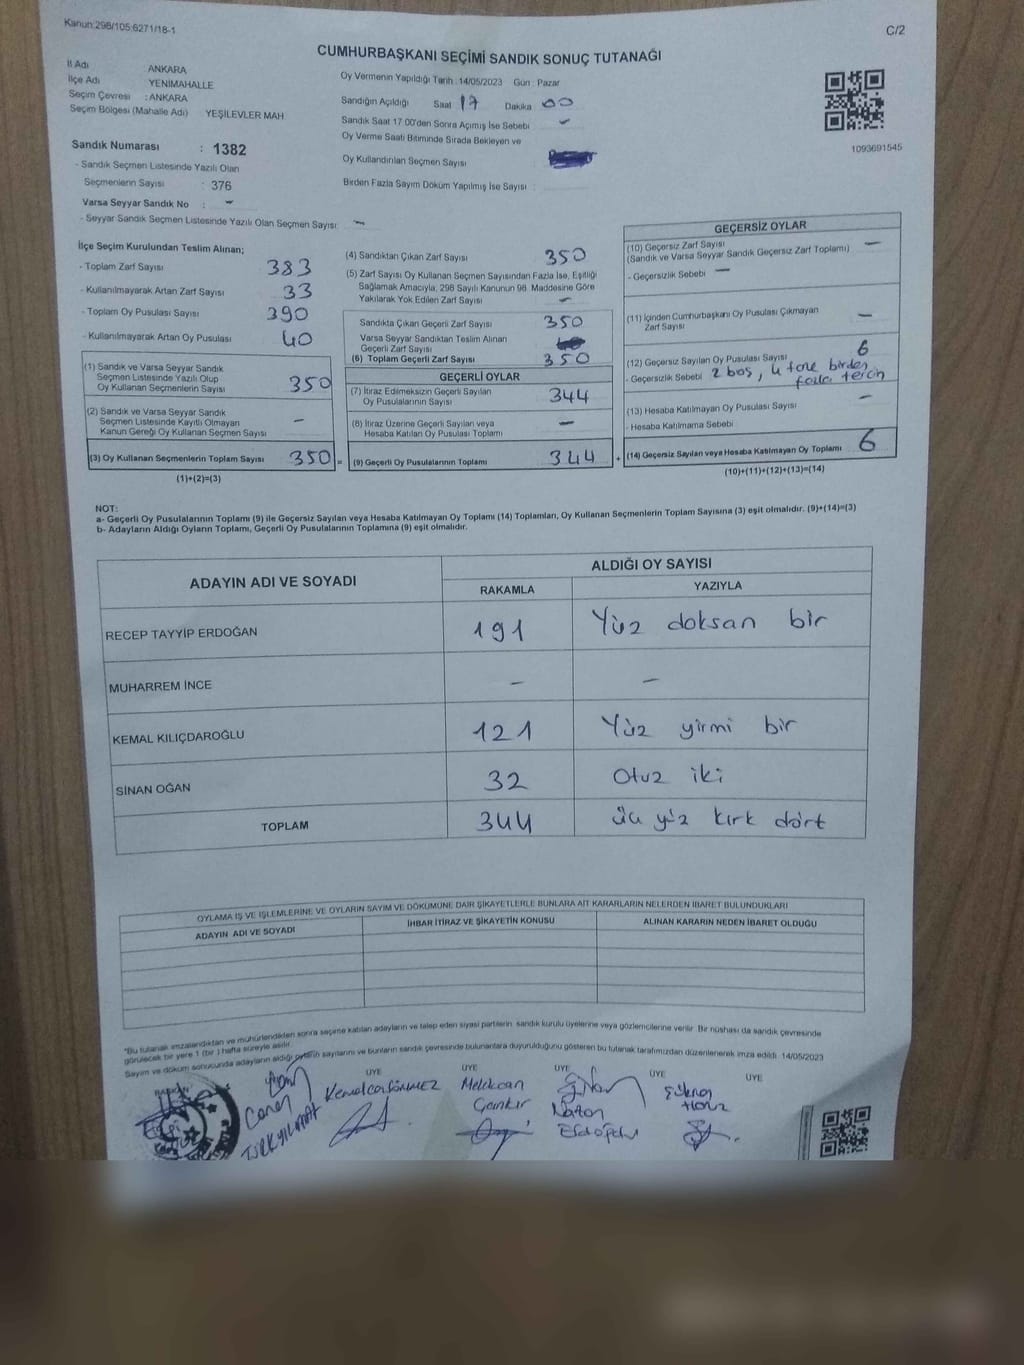 Kanun:298/105:6271/18-1
C/2
CUMHURBAŞKANI SEÇİMİ SANDIK SONUÇ TUTANAĞI
İl Adı ANKARA
İlçe Adı YENİMAHALLE
Seçim Çevresi : ANKARA
Seçim Bölgesi (Mahalle Adı) YEŞİLEVLER MAH
Sandık Numarası : 1382
- Sandık Seçmen Listesinde Yazılı Olan
Seçmenlerin Sayısı : 376
Varsa Seyyar Sandık No : -
- Seyyar Sandık Seçmen Listesinde Yazılı Olan Seçmen Sayısı: -
Oy Vermenin Yapıldığı Tarih : 14/05/2023 Gün : Pazar
Sandığın Açıldığı Saat 17 Dakika 00
Sandık Saat 17:00'den Sonra Açılmış İse Sebebi -
Oy Verme Saati Bitiminde Sırada Bekleyen ve
Oy Kullandırılan Seçmen Sayısı :
Birden Fazla Sayım Döküm Yapılmış İse Sayısı :
1093691545
İlçe Seçim Kurulundan Teslim Alınan;
- Toplam Zarf Sayısı 383
- Kullanılmayarak Artan Zarf Sayısı 33
- Toplam Oy Pusulası Sayısı 390
- Kullanılmayarak Artan Oy Pusulası 40
(1) Sandık ve Varsa Seyyar Sandık
Seçmen Listesinde Yazılı Olup
Oy Kullanan Seçmenlerin Sayısı 350
(2) Sandık ve Varsa Seyyar Sandık
Seçmen Listesinde Kayıtlı Olmayan
Kanun Gereği Oy Kullanan Seçmen Sayısı -
(3) Oy Kullanan Seçmenlerin Toplam Sayısı 350 =
(1)+(2)=(3)
(4) Sandıktan Çıkan Zarf Sayısı 350
(5) Zarf Sayısı Oy Kullanan Seçmen Sayısından Fazla İse, Eşitliği
Sağlamak Amacıyla, 298 Sayılı Kanunun 98. Maddesine Göre
Yakılarak Yok Edilen Zarf Sayısı -
Sandıkta Çıkan Geçerli Zarf Sayısı 350
Varsa Seyyar Sandıktan Teslim Alınan
Geçerli Zarf Sayısı
(6) Toplam Geçerli Zarf Sayısı 350
GEÇERLİ OYLAR
(7) İtiraz Edilmeksizin Geçerli Sayılan
Oy Pusulalarının Sayısı 344
(8) İtiraz Üzerine Geçerli Sayılan veya
Hesaba Katılan Oy Pusulası Toplamı -
(9) Geçerli Oy Pusulalarının Toplamı 344 +
GEÇERSİZ OYLAR
(10) Geçersiz Zarf Sayısı -
(Sandık ve Varsa Seyyar Sandık Geçersiz Zarf Toplamı)
- Geçersizlik Sebebi -
(11) İçinden Cumhurbaşkanı Oy Pusulası Çıkmayan
Zarf Sayısı -
(12) Geçersiz Sayılan Oy Pusulası Sayısı 6
- Geçersizlik Sebebi 2 boş, 4 tane birden
fazla tercih
(13) Hesaba Katılmayan Oy Pusulası Sayısı -
- Hesaba Katılmama Sebebi
(14) Geçersiz Sayılan veya Hesaba Katılmayan Oy Toplamı 6
(10)+(11)+(12)+(13)=(14)
NOT:
a- Geçerli Oy Pusulalarının Toplamı (9) ile Geçersiz Sayılan veya Hesaba Katılmayan Oy Toplamı (14) Toplamları, Oy Kullanan Seçmenlerin Toplam Sayısına (3) eşit olmalıdır. (9)+(14)=(3)
b- Adayların Aldığı Oyların Toplamı, Geçerli Oy Pusulalarının Toplamına (9) eşit olmalıdır.
ADAYIN ADI VE SOYADI
ALDIĞI OY SAYISI
RAKAMLA YAZIYLA
RECEP TAYYİP ERDOĞAN 191 Yüz doksan bir
MUHARREM İNCE - -
KEMAL KILIÇDAROĞLU 121 Yüz yirmi bir
SİNAN OĞAN 32 Otuz iki
TOPLAM 344 üç yüz kırk dört
OYLAMA İŞ VE İŞLEMLERİNE VE OYLARIN SAYIM VE DÖKÜMÜNE DAİR ŞİKAYETLERLE BUNLARA AİT KARARLARIN NELERDEN İBARET BULUNDUKLARI
ADAYIN ADI VE SOYADI
İHBAR İTİRAZ VE ŞİKAYETİN KONUSU
ALINAN KARARIN NEDEN İBARET OLDUĞU
*Bu tutanak imzalandıktan ve mühürlendikten sonra seçime katılan adayların ve talep eden siyasi partilerin sandık kurulu üyelerine veya gözlemcilerine verilir. Bir nüshası da sandık çevresinde
görülecek bir yere 1 (bir) hafta süreyle asılır.
Sayım ve döküm sonucunda adayların aldığı oyların sayılarını ve bunların sandık çevresinde bulunanlara duyurulduğunu gösteren bu tutanak tarafımızdan düzenlenerek imza edildi. 14/05/2023
BAŞKAN ÜYE ÜYE ÜYE ÜYE ÜYE
Caner
TÜRKYILMAZ